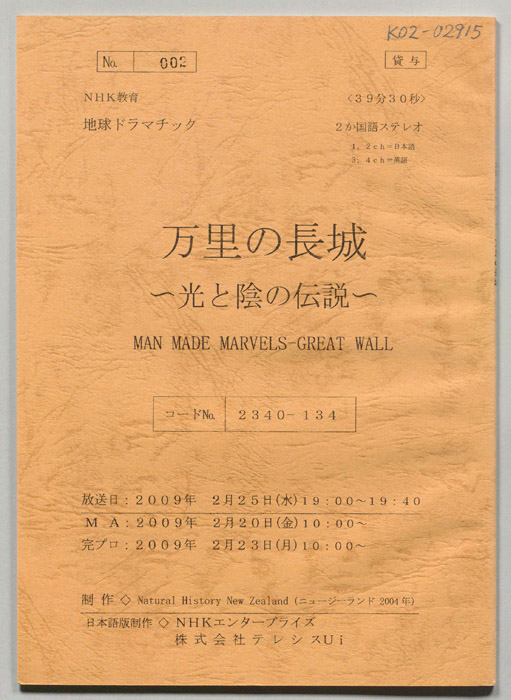 K02-02915
No. 002
貸与
NHK教育
〈39分30秒〉
地球ドラマチック
2か国語ステレオ
1, 2ch=日本語
3, 4ch=英語
万里の長城
～光と陰の伝説～
MAN MADE MARVELS-GREAT WALL
コードNo. 2340-134
放送日:2009年 2月25日(水)19:00～19:40
MA:2009年 2月20日(金)10:00～
完プロ:2009年 2月23日(月)10:00～
制作◇Natural History New Zealand (ニュージーランド 2004年)
日本語版制作◇NHKエンタープライズ
株式会社テレシスUi